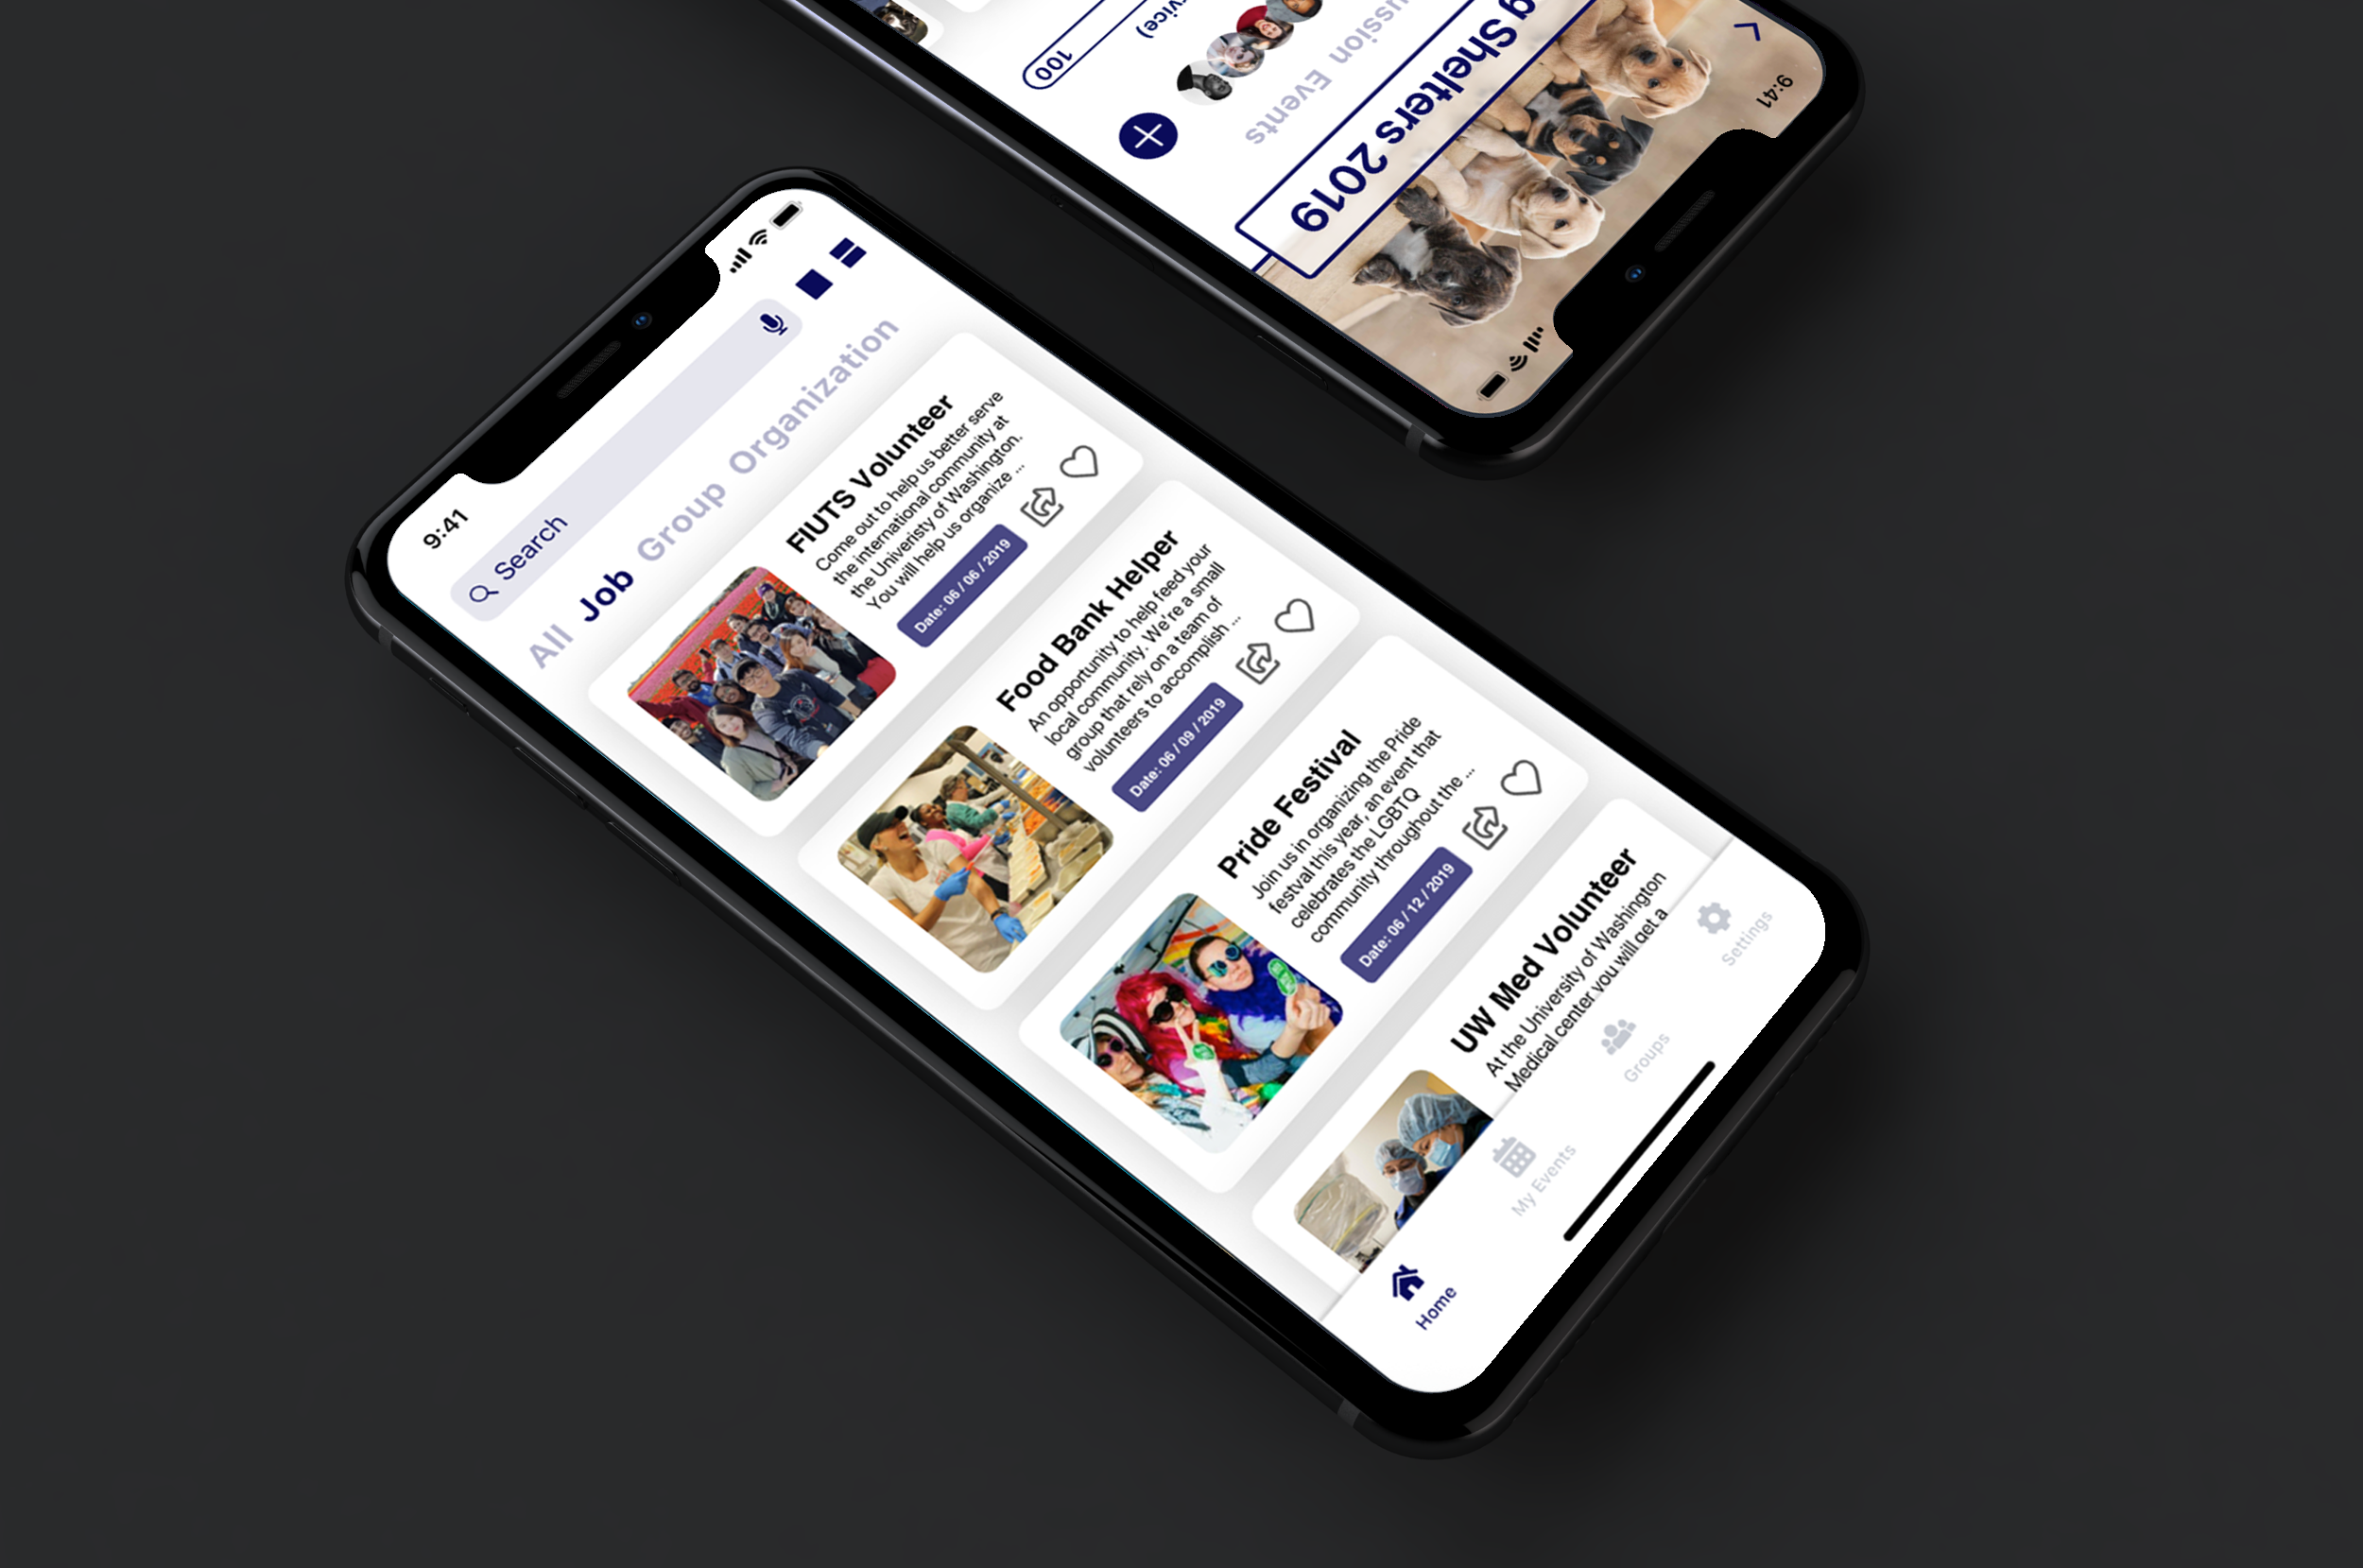 9:41
Search
All Job Group Organization
FIUTS Volunteer
Come out to help us better serve
the international community at
the Univeristy of Washington.
You will help us organize ...
Date: 06 / 06 / 2019
Food Bank Helper
An opportunity to help feed your
local community. We're a small
group that rely on a team of
volunteers to accomplish ...
Date: 06 / 09 / 2019
Pride Festival
Join us in organizing the Pride
festval this year, an event that
celebrates the LGBTQ
community throughout the ...
Date: 06 / 12 / 2019
UW Med Volunteer
At the University of Washington
Medical center you will get a
Home
My Events
Groups
Settings
9:41
g Shelters 2019
ussion Events
vice)
100